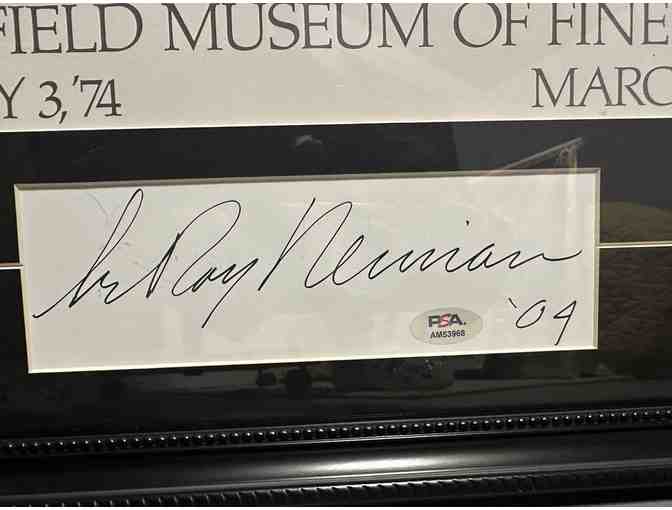 FIELD MUSEUM OF FINE
Y 3, '74 MARC
LeRoy Neiman
'04
PSA.
AM53968